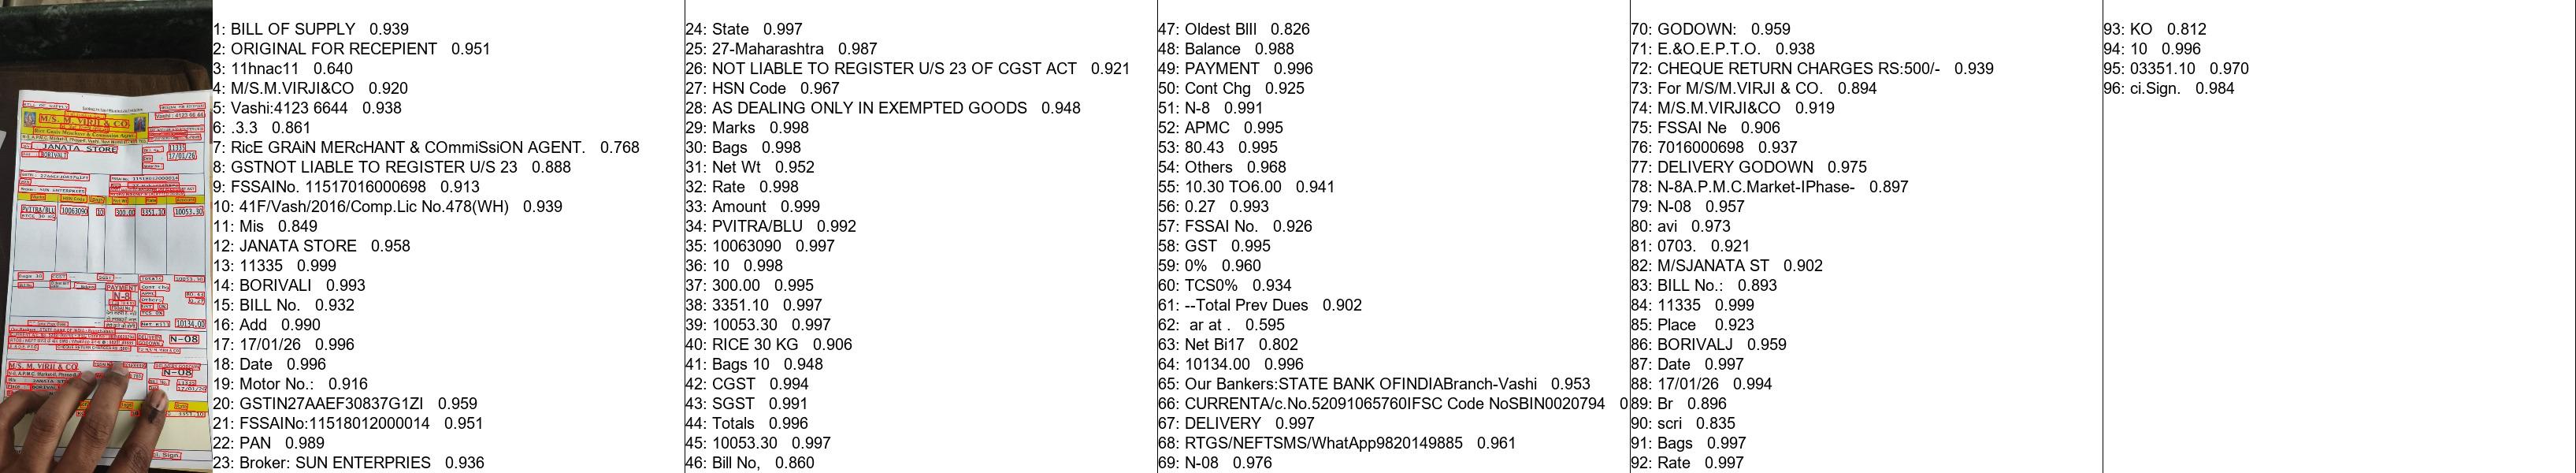 1: BILL OF SUPPLY 0.939
2: ORIGINAL FOR RECEPIENT 0.951
3: 11hnac11 0.640
4: M/S.M.VIRJI&CO 0.920
5: Vashi:4123 6644 0.938
6: .3.3 0.861
7: RicE GRAiN MERcHANT & COmmiSsiON AGENT. 0.768
8: GSTNOT LIABLE TO REGISTER U/S 23 0.888
9: FSSAINo. 11517016000698 0.913
10: 41F/Vash/2016/Comp.Lic No.478(WH) 0.939
11: Mis 0.849
12: JANATA STORE 0.958
13: 11335 0.999
14: BORIVALI 0.993
15: BILL No. 0.932
16: Add 0.990
17: 17/01/26 0.996
18: Date 0.996
19: Motor No.: 0.916
20: GSTIN27AAEF30837G1ZI 0.959
21: FSSAINo:11518012000014 0.951
22: PAN 0.989
23: Broker: SUN ENTERPRIES 0.936
24: State 0.997
25: 27-Maharashtra 0.987
26: NOT LIABLE TO REGISTER U/S 23 OF CGST ACT 0.921
27: HSN Code 0.967
28: AS DEALING ONLY IN EXEMPTED GOODS 0.948
29: Marks 0.998
30: Bags 0.998
31: Net Wt 0.952
32: Rate 0.998
33: Amount 0.999
34: PVITRA/BLU 0.992
35: 10063090 0.997
36: 10 0.998
37: 300.00 0.995
38: 3351.10 0.997
39: 10053.30 0.997
40: RICE 30 KG 0.906
41: Bags 10 0.948
42: CGST 0.994
43: SGST 0.991
44: Totals 0.996
45: 10053.30 0.997
46: Bill No, 0.860
47: Oldest BIll 0.826
48: Balance 0.988
49: PAYMENT 0.996
50: Cont Chg 0.925
51: N-8 0.991
52: APMC 0.995
53: 80.43 0.995
54: Others 0.968
55: 10.30 TO6.00 0.941
56: 0.27 0.993
57: FSSAI No. 0.926
58: GST 0.995
59: 0% 0.960
60: TCS0% 0.934
61: --Total Prev Dues 0.902
62: ar at . 0.595
63: Net Bi17 0.802
64: 10134.00 0.996
65: Our Bankers:STATE BANK OFINDIABranch-Vashi 0.953
66: CURRENTA/c.No.52091065760IFSC Code NoSBIN0020794 0
67: DELIVERY 0.997
68: RTGS/NEFTSMS/WhatApp9820149885 0.961
69: N-08 0.976
70: GODOWN: 0.959
71: E.&O.E.P.T.O. 0.938
72: CHEQUE RETURN CHARGES RS:500/- 0.939
73: For M/S/M.VIRJI & CO. 0.894
74: M/S.M.VIRJI&CO 0.919
75: FSSAI Ne 0.906
76: 7016000698 0.937
77: DELIVERY GODOWN 0.975
78: N-8A.P.M.C.Market-IPhase- 0.897
79: N-08 0.957
80: avi 0.973
81: 0703. 0.921
82: M/SJANATA ST 0.902
83: BILL No.: 0.893
84: 11335 0.999
85: Place 0.923
86: BORIVALJ 0.959
87: Date 0.997
88: 17/01/26 0.994
89: Br 0.896
90: scri 0.835
91: Bags 0.997
92: Rate 0.997
93: KO 0.812
94: 10 0.996
95: 03351.10 0.970
96: ci.Sign. 0.984